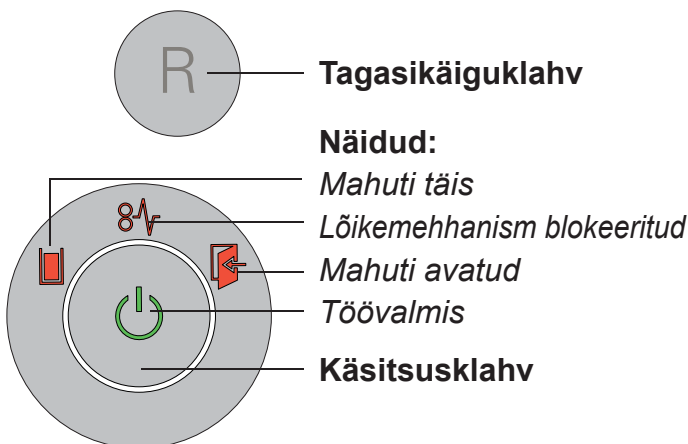 R
Tagasikäiguklahv
Näidud:
Mahuti täis
Lõikemehhanism blokeeritud
Mahuti avatud
Töövalmis
Käsitsusklahv